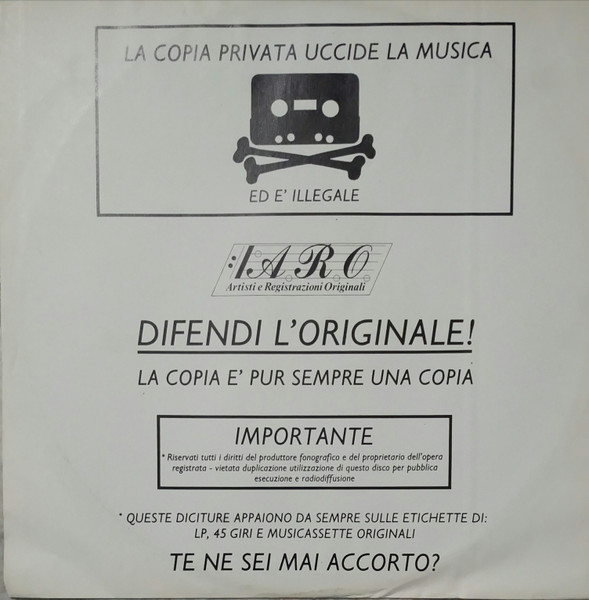 LA COPIA PRIVATA UCCIDE LA MUSICA
ED E' ILLEGALE
ARO
Artisti e Registrazioni Originali
DIFENDI L'ORIGINALE!
LA COPIA E' PUR SEMPRE UNA COPIA
IMPORTANTE
* Riservati tutti i diritti del produttore fonografico e del proprietario dell'opera
registrata - vietata duplicazione utilizzazione di questo disco per pubblica
esecuzione e radiodiffusione
* QUESTE DICITURE APPAIONO DA SEMPRE SULLE ETICHETTE DI:
LP, 45 GIRI E MUSICASSETTE ORIGINALI
TE NE SEI MAI ACCORTO?